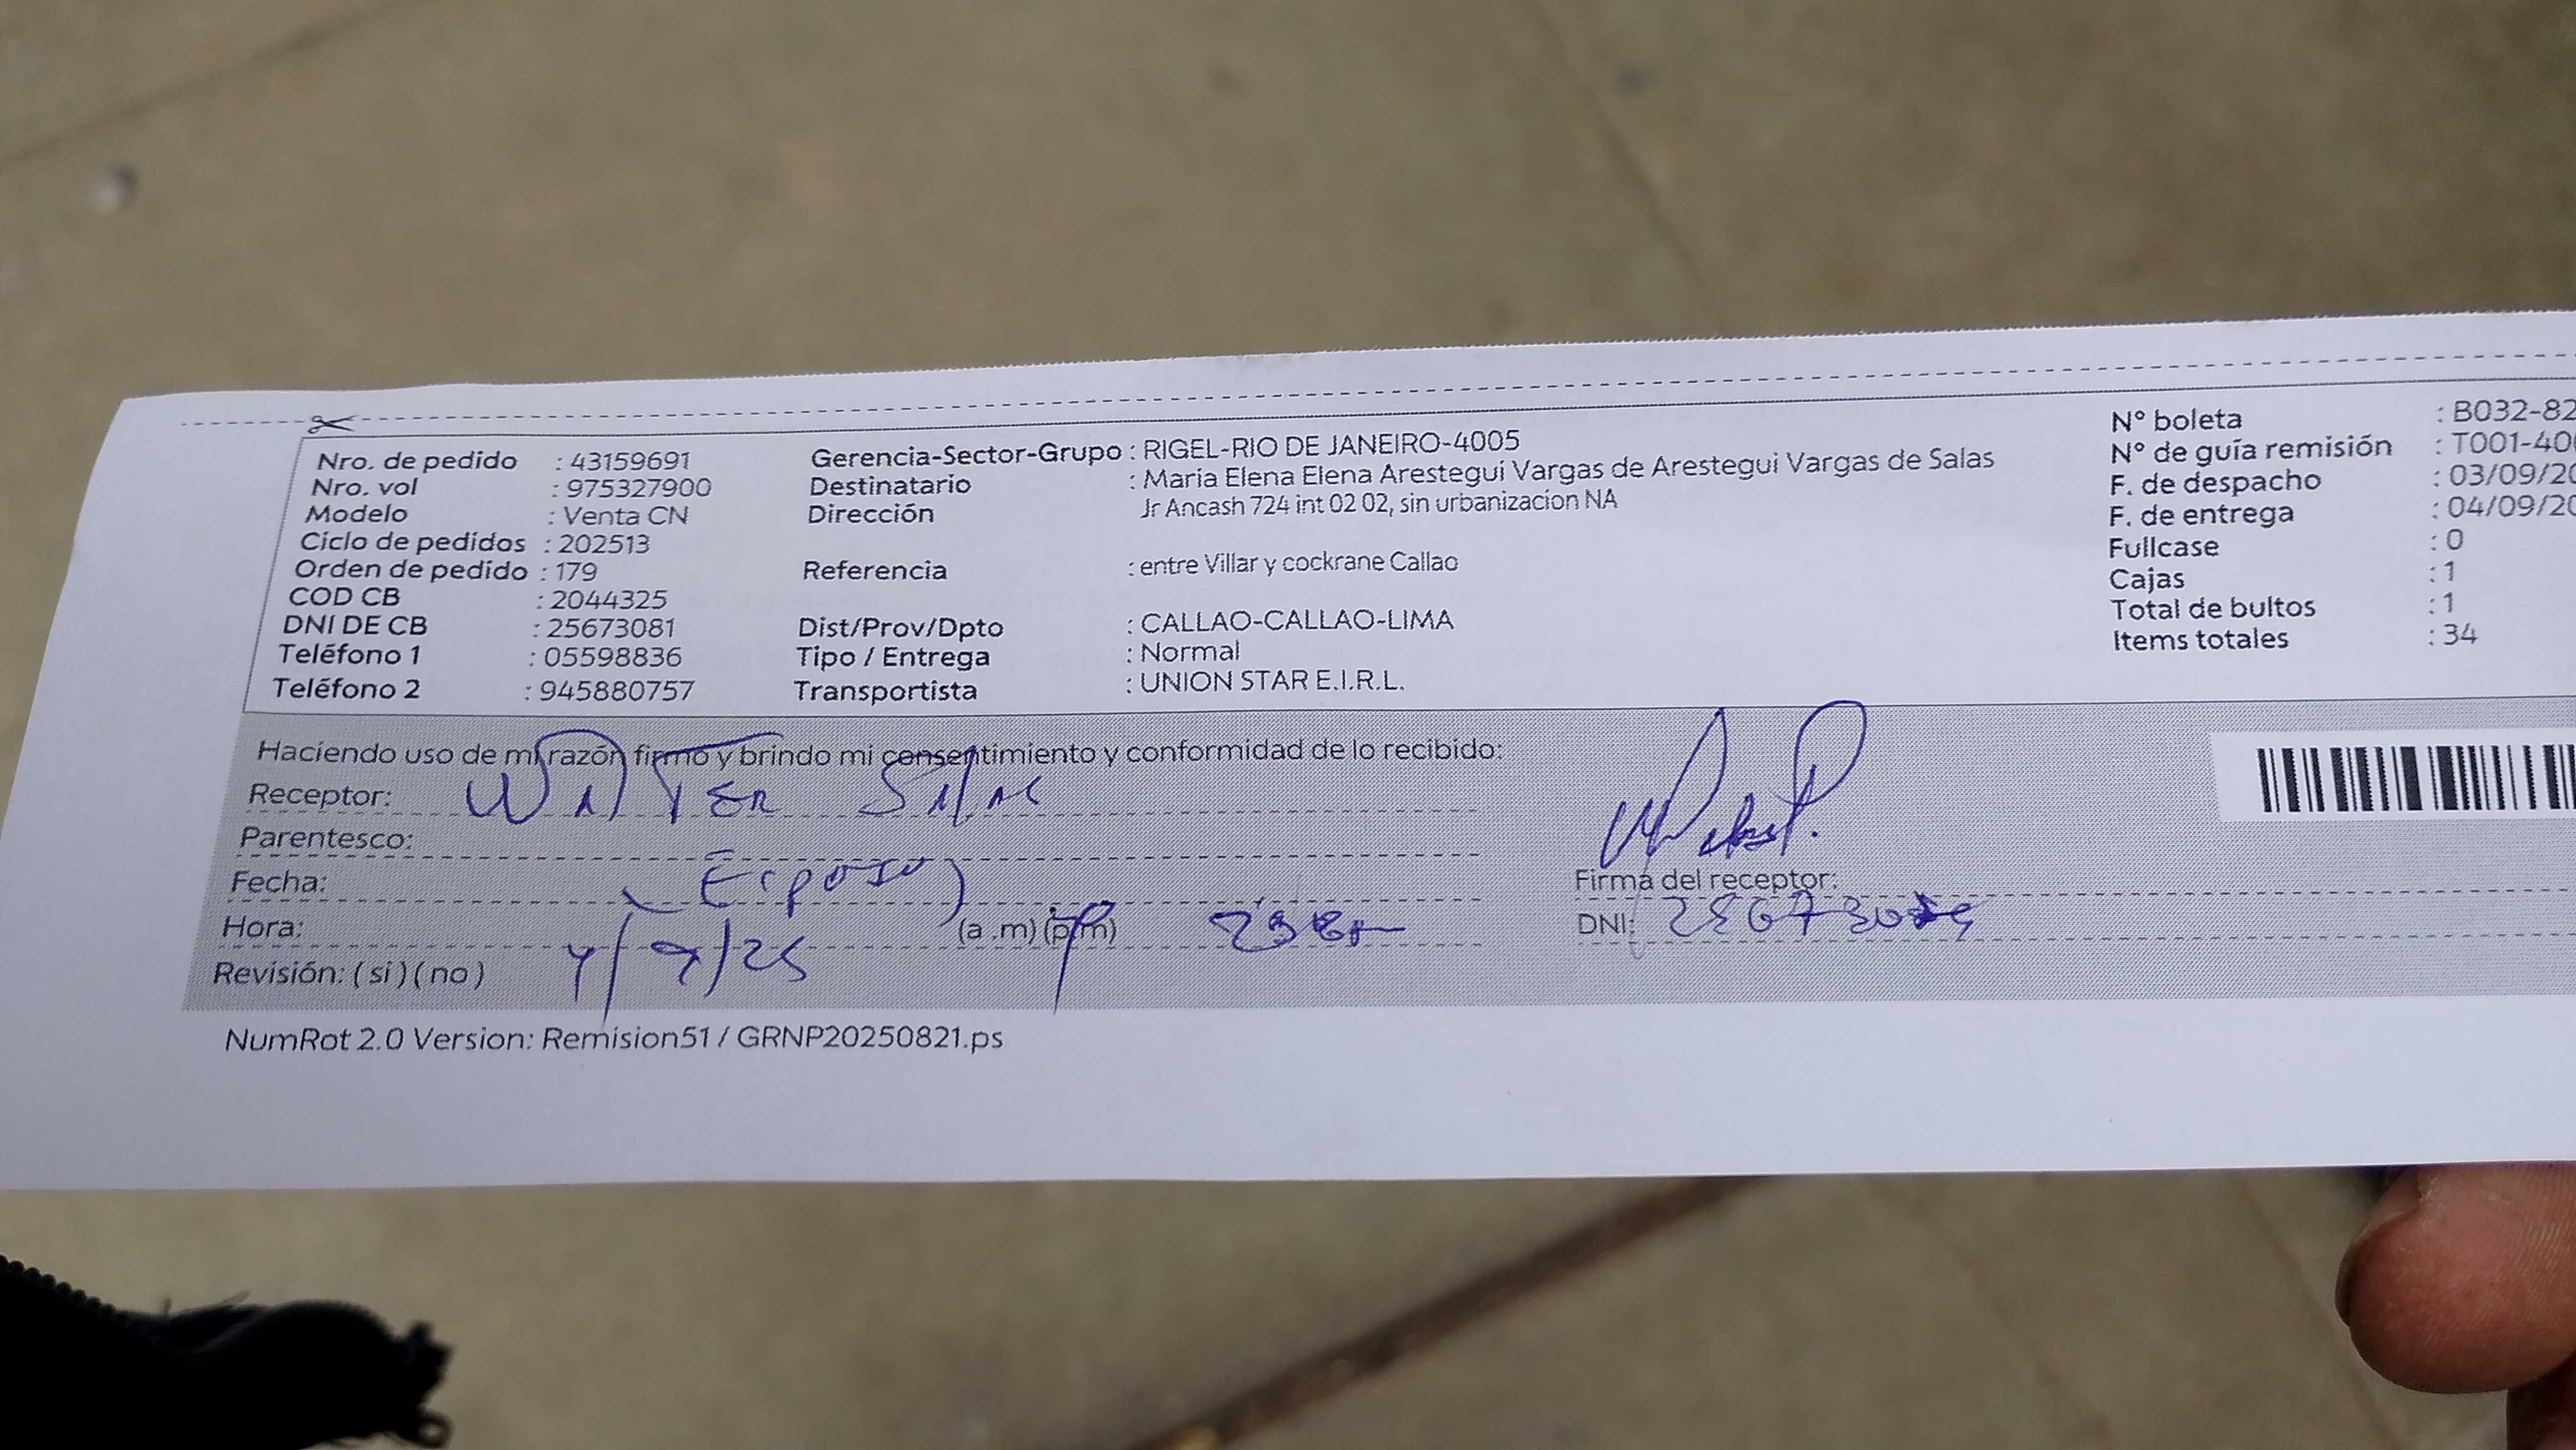 Nro. de pedido : 43159691
Nro. vol : 975327900
Modelo : Venta CN
Ciclo de pedidos : 202513
Orden de pedido : 179
COD CB : 2044325
DNI DE CB : 25673081
Teléfono 1 : 05598836
Teléfono 2 : 945880757
Gerencia-Sector-Grupo : RIGEL-RIO DE JANEIRO-4005
Destinatario : Maria Elena Elena Arestegui Vargas de Arestegui Vargas de Salas
Dirección Jr Ancash 724 int 02 02, sin urbanizacion NA
Referencia : entre Villar y cockrane Callao
Dist/Prov/Dpto : CALLAO-CALLAO-LIMA
Tipo / Entrega : Normal
Transportista : UNION STAR E.I.R.L.
N° boleta : B032-82
N° de guía remisión : T001-40
F. de despacho : 03/09/20
F. de entrega : 04/09/20
Fullcase : 0
Cajas : 1
Total de bultos : 1
Items totales : 34
Haciendo uso de mi razón firmo y brindo mi consentimiento y conformidad de lo recibido:
Receptor: WALTER SALAS
Parentesco:
(Esposo)
Fecha:
Hora: (a .m) (p.m)
4/9/25
Revisión: ( si ) ( no )
Firma del receptor:
DNI:
NumRot 2.0 Version: Remision51 / GRNP20250821.ps